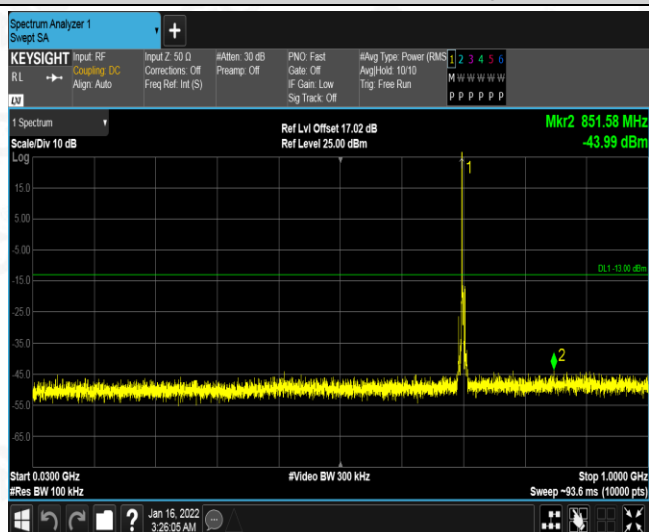 Spectrum Analyzer 1
Swept SA
+
KEYSIGHT
RL
LXI
Input: RF
Coupling: DC
Align: Auto
Input Z: 50 Ω
Corrections: Off
Freq Ref: Int (S)
#Atten: 30 dB
Preamp: Off
PNO: Fast
Gate: Off
IF Gain: Low
Sig Track: Off
#Avg Type: Power (RMS
Avg|Hold: 10/10
Trig: Free Run
1 2 3 4 5 6
M W W W W W
P P P P P P
1 Spectrum
Scale/Div 10 dB
Ref Lvl Offset 17.02 dB
Ref Level 25.00 dBm
Mkr2 851.58 MHz
-43.99 dBm
Log
15.0
5.00
-5.00
-15.0
-25.0
-35.0
-45.0
-55.0
-65.0
1
DL1 -13.00 dBm
2
Start 0.0300 GHz
#Res BW 100 kHz
#Video BW 300 kHz
Stop 1.0000 GHz
Sweep ~93.6 ms (10000 pts)
?
Jan 16, 2022
3:26:05 AM